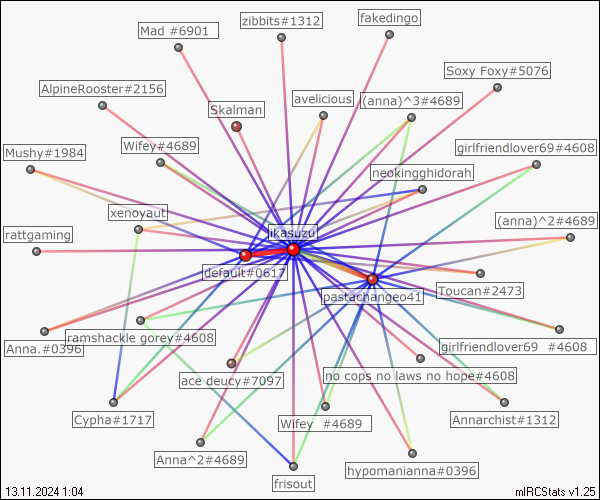 zibbits#1312
fakedingo
Mad #6901
Soxy Foxy#5076
AlpineRooster#2156
avelicious
(anna)^3#4689
Skalman
Wifey#4689
girlfriendlover69#4608
Mushy#1984
neokingghidorah
xenoyaut
(anna)^2#4689
rattgaming
ikasuzu
default#0617
Toucan#2473
pastachangeo41
ramshackle gorey#4608
Anna.#0396
girlfriendlover69 #4608
no cops no laws no hope#4608
ace deucy#7097
Cypha#1717
Wifey #4689
Annarchist#1312
Anna^2#4689
hypomanianna#0396
frisout
13.11.2024 1:04
mIRCStats v1.25